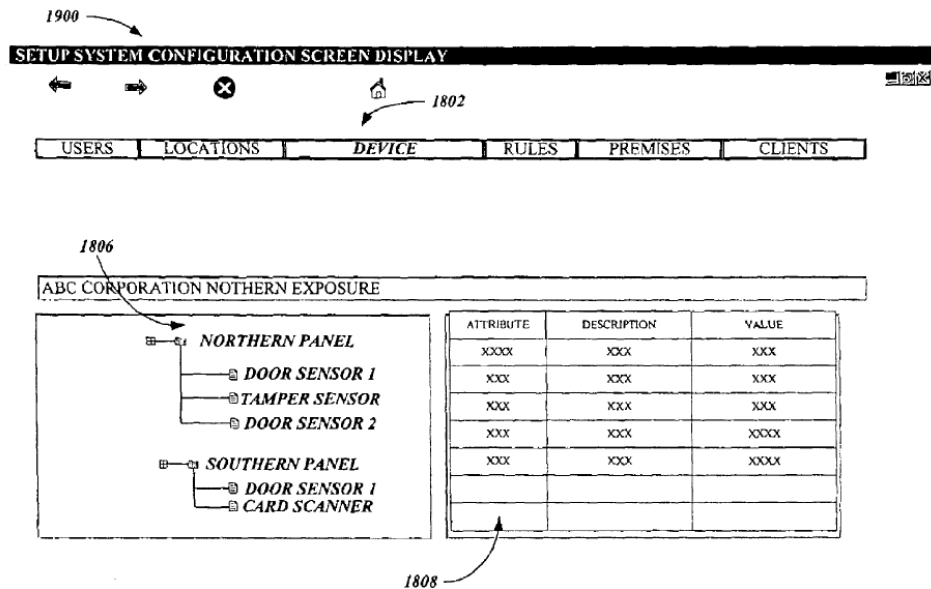 1900
SETUP SYSTEM CONFIGURATION SCREEN DISPLAY
1802
USERS LOCATIONS DEVICE RULES PREMISES CLIENTS
1806
ABC CORPORATION NOTHERN EXPOSURE
NORTHERN PANEL
DOOR SENSOR 1
TAMPER SENSOR
DOOR SENSOR 2
SOUTHERN PANEL
DOOR SENSOR 1
CARD SCANNER
ATTRIBUTE DESCRIPTION VALUE
XXXX XXX XXX
XXX XXX XXX
XXX XXX XXX
XXX XXX XXXX
XXX XXX XXXX
1808